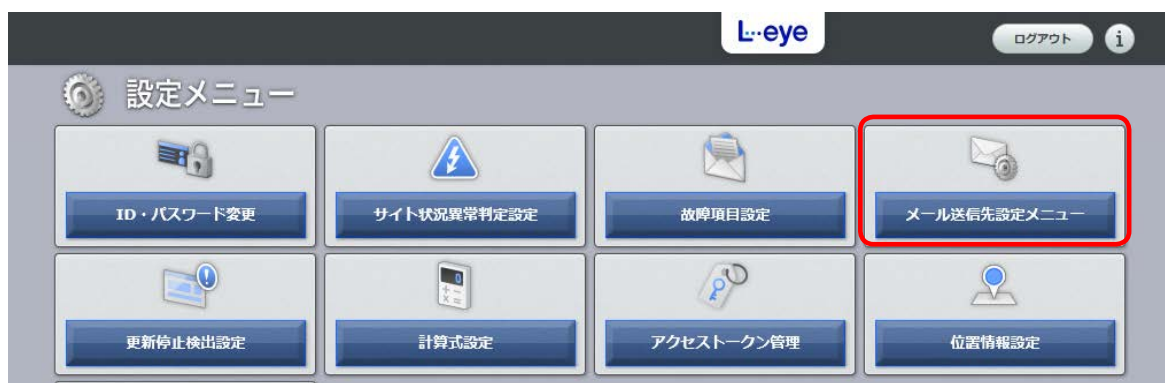 L・・eye
ログアウト i
設定メニュー
ID・パスワード変更 サイト状況異常判定設定 故障項目設定 メール送信先設定メニュー
更新停止検出設定 計算式設定 アクセストークン管理 位置情報設定